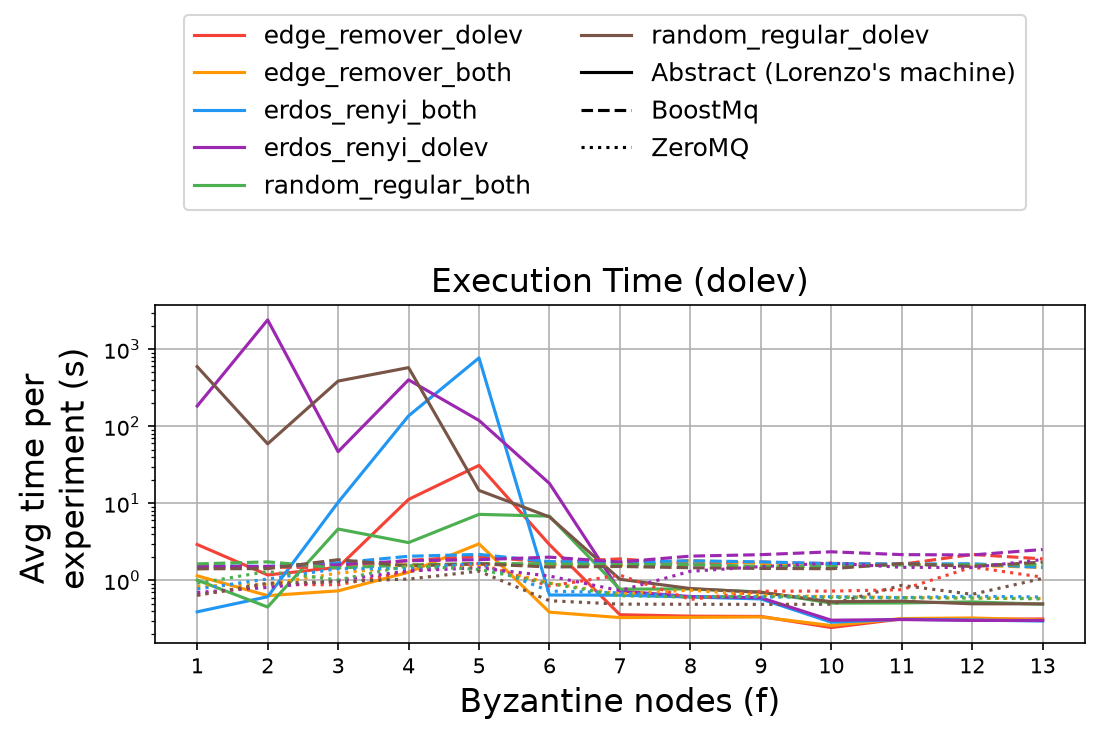 edge_remover_dolev
edge_remover_both
erdos_renyi_both
erdos_renyi_dolev
random_regular_both
random_regular_dolev
Abstract (Lorenzo's machine)
BoostMq
ZeroMQ
Execution Time (dolev)
Avg time per
experiment (s)
10³
10²
10¹
10⁰
1 2 3 4 5 6 7 8 9 10 11 12 13
Byzantine nodes (f)